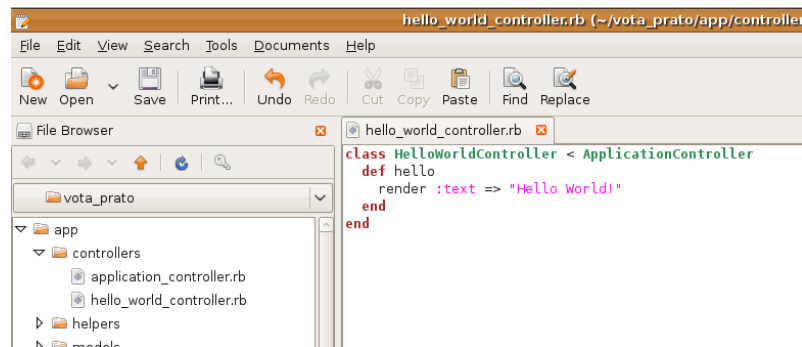 hello_world_controller.rb (~/vota_prato/app/controller
File Edit View Search Tools Documents Help
New Open Save Print... Undo Redo Cut Copy Paste Find Replace
File Browser
hello_world_controller.rb
vota_prato
app
controllers
application_controller.rb
hello_world_controller.rb
helpers
models
class HelloWorldController < ApplicationController
  def hello
    render :text => "Hello World!"
  end
end